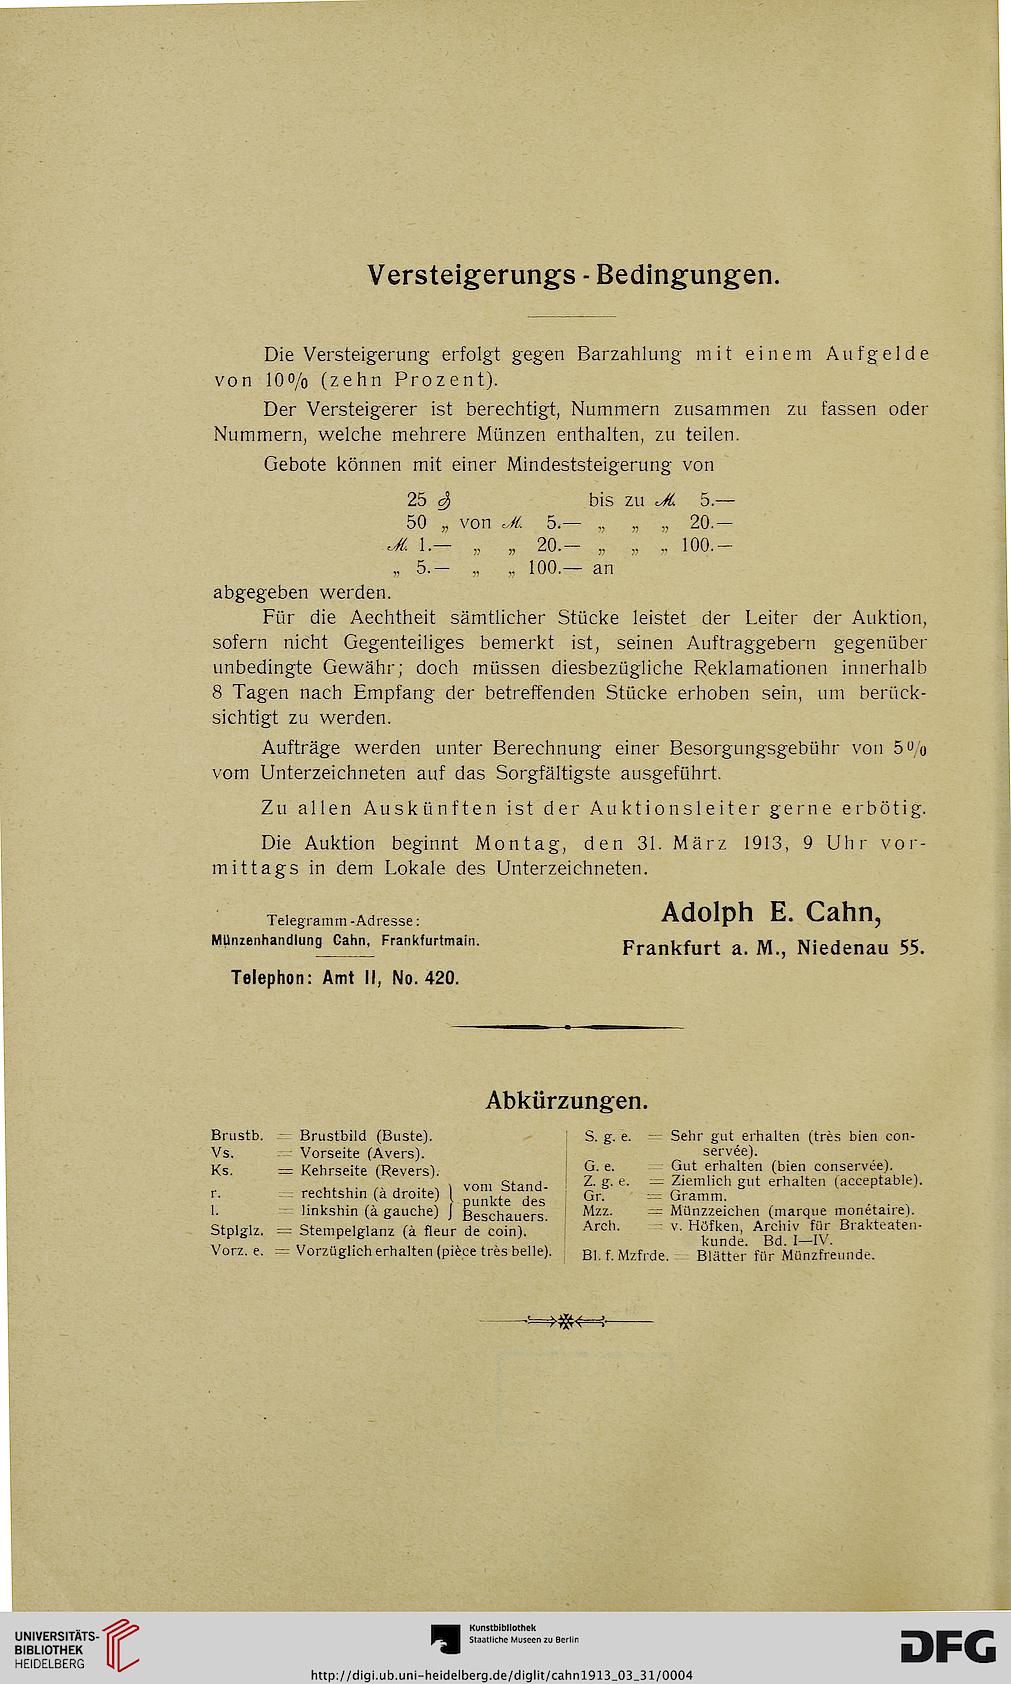 Versteigerungs-Bedingungen.
Die Versteigerung erfolgt gegen Barzahlung mit einem Aufgelde
von 10% (zehn Prozent).
Der Versteigerer ist berechtigt, Nummern zusammen zu fassen oder
Nummern, welche mehrere Münzen enthalten, zu teilen.
Gebote können mit einer Mindeststeigerung von
25 ₰ bis zu ℳ 5.—
50 „ von ℳ 5.— „ „ „ 20.—
ℳ 1.— „ „ 20.— „ „ „ 100.—
„ 5.— „ „ 100.— an
abgegeben werden.
Für die Aechtheit sämtlicher Stücke leistet der Leiter der Auktion,
sofern nicht Gegenteiliges bemerkt ist, seinen Auftraggebern gegenüber
unbedingte Gewähr; doch müssen diesbezügliche Reklamationen innerhalb
8 Tagen nach Empfang der betreffenden Stücke erhoben sein, um berück-
sichtigt zu werden.
Aufträge werden unter Berechnung einer Besorgungsgebühr von 5%
vom Unterzeichneten auf das Sorgfältigste ausgeführt.
Zu allen Auskünften ist der Auktionsleiter gerne erbötig.
Die Auktion beginnt Montag, den 31. März 1913, 9 Uhr vor-
mittags in dem Lokale des Unterzeichneten.
Telegramm-Adresse:
Münzenhandlung Cahn, Frankfurtmain.
Telephon: Amt II, No. 420.
Adolph E. Cahn,
Frankfurt a. M., Niedenau 55.
Abkürzungen.
Brustb. = Brustbild (Buste).
Vs. = Vorseite (Avers).
Ks. = Kehrseite (Revers).
r. = rechtshin (à droite)
l. = linkshin (à gauche)
vom Stand-
punkte des
Beschauers.
Stplglz. = Stempelglanz (à fleur de coin).
Vorz. e. = Vorzüglich erhalten (pièce très belle).
S. g. e. = Sehr gut erhalten (très bien con-
servée).
G. e. = Gut erhalten (bien conservée).
Z. g. e. = Ziemlich gut erhalten (acceptable).
Gr. = Gramm.
Mzz. = Münzzeichen (marque monétaire).
Arch. = v. Höfken, Archiv für Brakteaten-
kunde. Bd. I—IV.
Bl. f. Mzfrde. = Blätter für Münzfreunde.
UNIVERSITÄTS-
BIBLIOTHEK
HEIDELBERG
Kunstbibliothek
Staatliche Museen zu Berlin
DFG
http://digi.ub.uni-heidelberg.de/diglit/cahn1913_03_31/0004